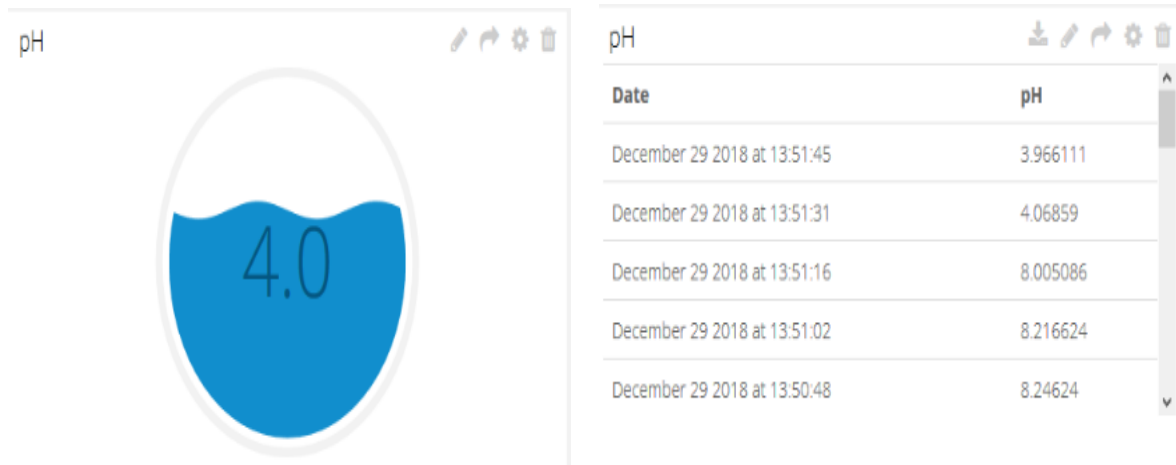 pH
4.0
pH
Date pH
December 29 2018 at 13:51:45 3.966111
December 29 2018 at 13:51:31 4.06859
December 29 2018 at 13:51:16 8.005086
December 29 2018 at 13:51:02 8.216624
December 29 2018 at 13:50:48 8.24624